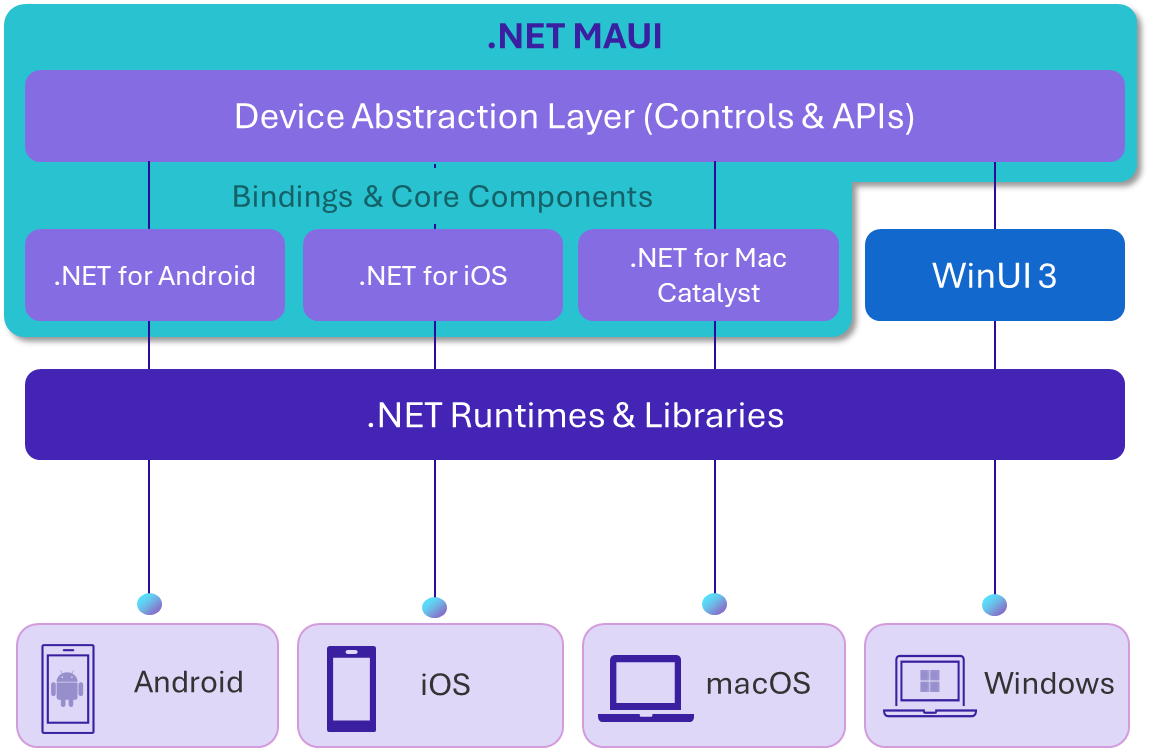 .NET MAUI
Device Abstraction Layer (Controls & APIs)
Bindings & Core Components
.NET for Android
.NET for iOS
.NET for Mac
Catalyst
WinUI 3
.NET Runtimes & Libraries
Android
iOS
macOS
Windows